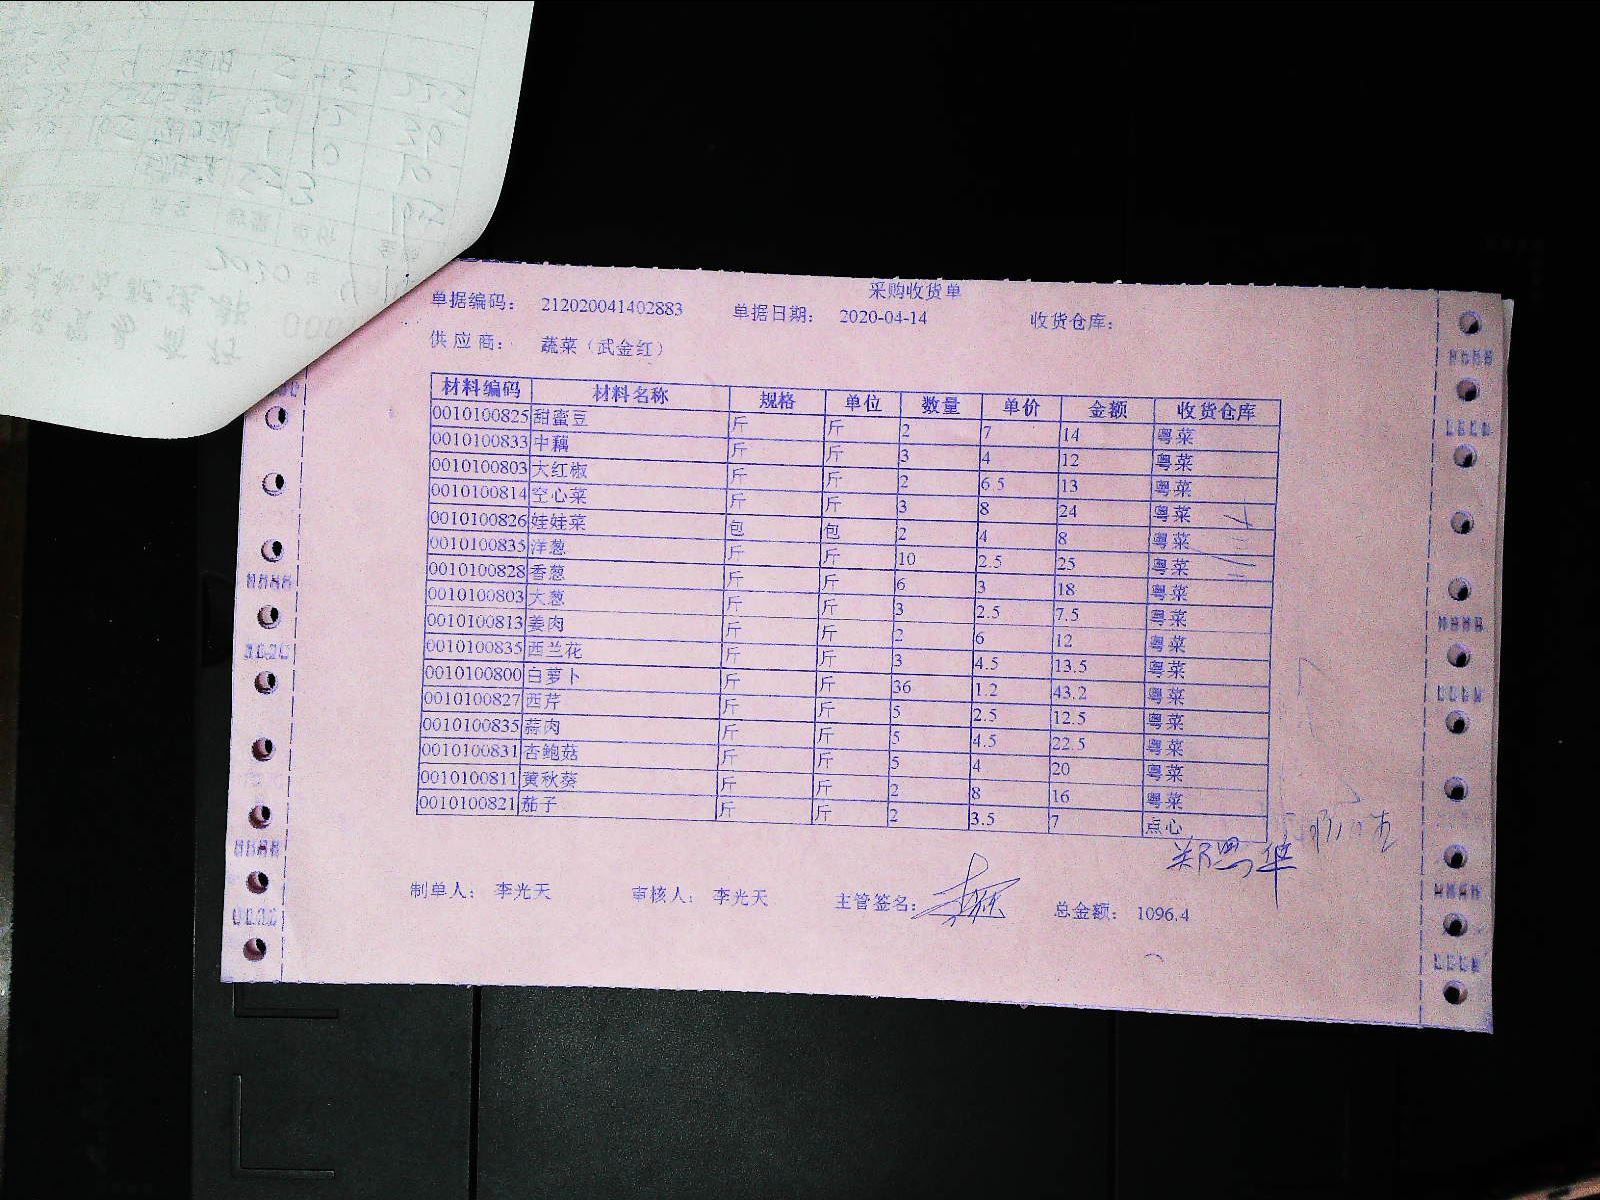 采购收货单
单据编码： 212020041402883 单据日期： 2020-04-14 收货仓库：
供 应 商： 蔬菜（武金红）
材料编码 材料名称 规格 单位 数量 单价 金额 收货仓库
0010100825 甜蜜豆 斤 斤 2 7 14 粤菜
0010100833 中藕 斤 斤 3 4 12 粤菜
0010100803 大红椒 斤 斤 2 6.5 13 粤菜
0010100814 空心菜 斤 斤 3 8 24 粤菜
0010100826 娃娃菜 包 包 2 4 8 粤菜
0010100835 洋葱 斤 斤 10 2.5 25 粤菜
0010100828 香葱 斤 斤 6 3 18 粤菜
0010100803 大葱 斤 斤 3 2.5 7.5 粤菜
0010100813 姜肉 斤 斤 2 6 12 粤菜
0010100835 西兰花 斤 斤 3 4.5 13.5 粤菜
0010100800 白萝卜 斤 斤 36 1.2 43.2 粤菜
0010100827 西芹 斤 斤 5 2.5 12.5 粤菜
0010100835 蒜肉 斤 斤 5 4.5 22.5 粤菜
0010100831 杏鲍菇 斤 斤 5 4 20 粤菜
0010100811 黄秋葵 斤 斤 2 8 16 粤菜
0010100821 茄子 斤 斤 2 3.5 7 点心
制单人： 李光天 审核人： 李光天 主管签名： 总金额： 1096.4